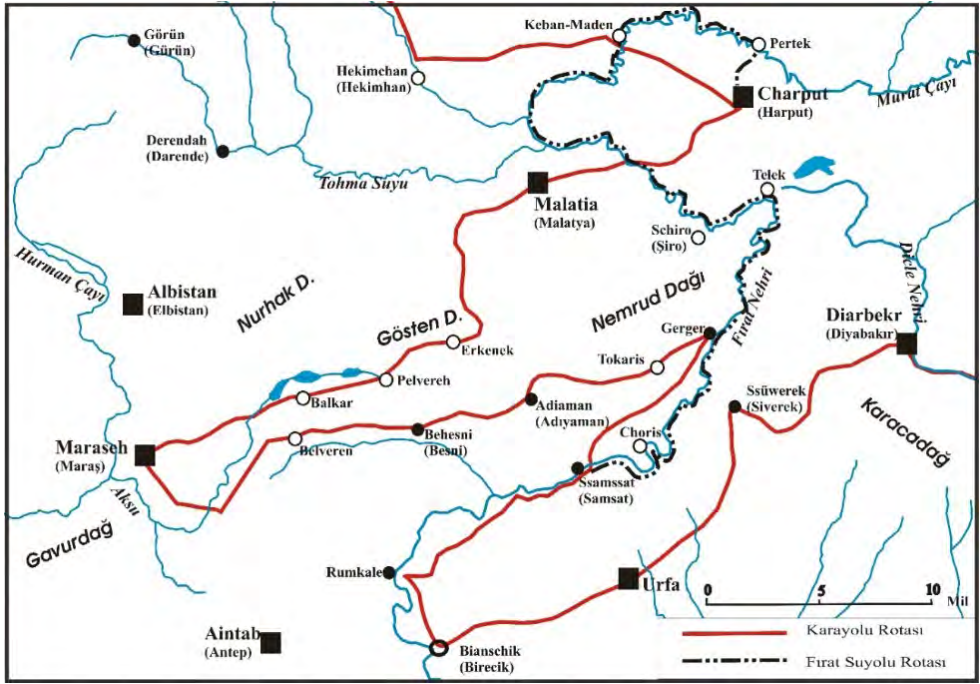 Görün
(Gürün)
Keban-Maden
Pertek
Hekimchan
(Hekimhan)
Charput
(Harput)
Murat Çayı
Derendah
(Darende)
Tohma Suyu
Malatia
(Malatya)
Telek
Schiro
(Şiro)
Hurman Çayı
Albistan
(Elbistan)
Nurhak D.
Gösten D.
Nemrud Dağı
Fırat Nehri
Dicle Nehri
Diarbekr
(Diyabakır)
Gerger
Erkenek
Tokaris
Pelvereh
Balkar
Adiaman
(Adıyaman)
Ssüwerek
(Siverek)
Karacadağ
Behesni
(Besni)
Belveren
Choris
Maraseh
(Maraş)
Aksu
Ssamssat
(Samsat)
Gavurdağ
Rumkale
Urfa
0 10
Mil
Aintab
(Antep)
Bianschik
(Birecik)
Karayolu Rotası
Fırat Suyolu Rotası